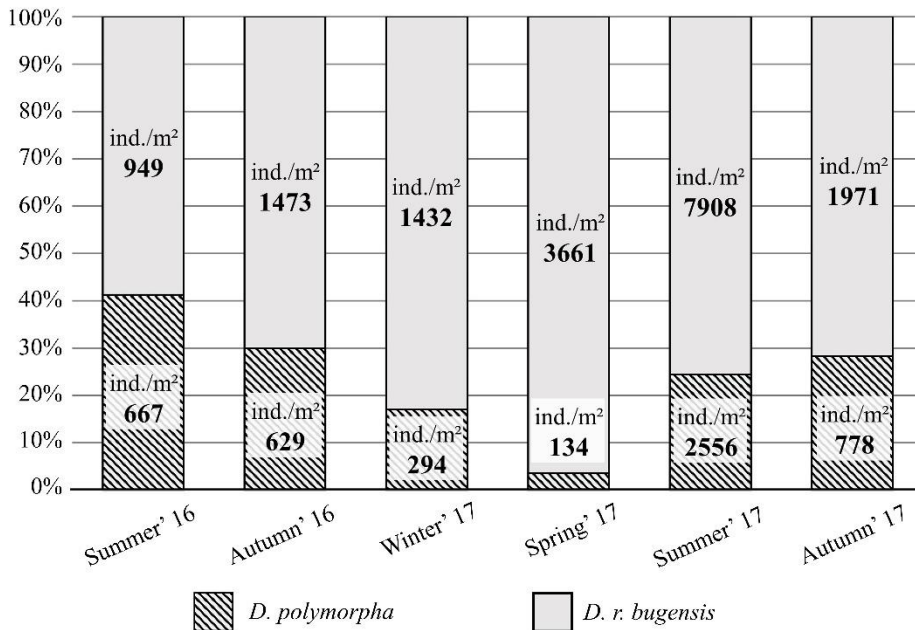 100%
90%
80%
70%
60%
50%
40%
30%
20%
10%
0%
ind./m²
949
ind./m²
667
ind./m²
1473
ind./m²
629
ind./m²
1432
ind./m²
294
ind./m²
3661
ind./m²
134
ind./m²
7908
ind./m²
2556
ind./m²
1971
ind./m²
778
Summer’ 16
Autumn’ 16
Winter’ 17
Spring’ 17
Summer’ 17
Autumn’ 17
D. polymorpha
D. r. bugensis